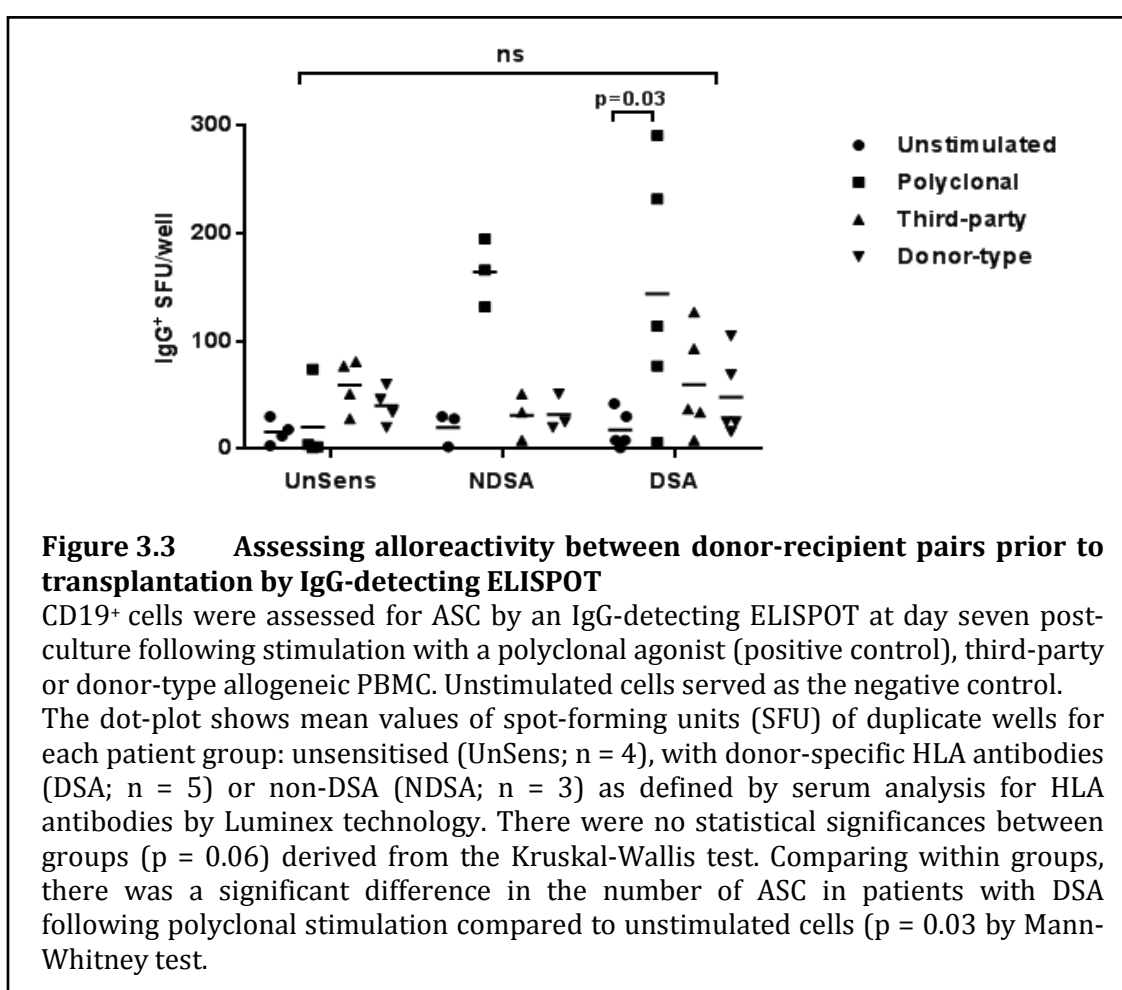 ns
p=0.03
300
200
100
0
IgG+ SFU/well
UnSens
NDSA
DSA
Unstimulated
Polyclonal
Third-party
Donor-type
Figure 3.3 Assessing alloreactivity between donor-recipient pairs prior to
transplantation by IgG-detecting ELISPOT
CD19+ cells were assessed for ASC by an IgG-detecting ELISPOT at day seven post-
culture following stimulation with a polyclonal agonist (positive control), third-party
or donor-type allogeneic PBMC. Unstimulated cells served as the negative control.
The dot-plot shows mean values of spot-forming units (SFU) of duplicate wells for
each patient group: unsensitised (UnSens; n = 4), with donor-specific HLA antibodies
(DSA; n = 5) or non-DSA (NDSA; n = 3) as defined by serum analysis for HLA
antibodies by Luminex technology. There were no statistical significances between
groups (p = 0.06) derived from the Kruskal-Wallis test. Comparing within groups,
there was a significant difference in the number of ASC in patients with DSA
following polyclonal stimulation compared to unstimulated cells (p = 0.03 by Mann-
Whitney test.